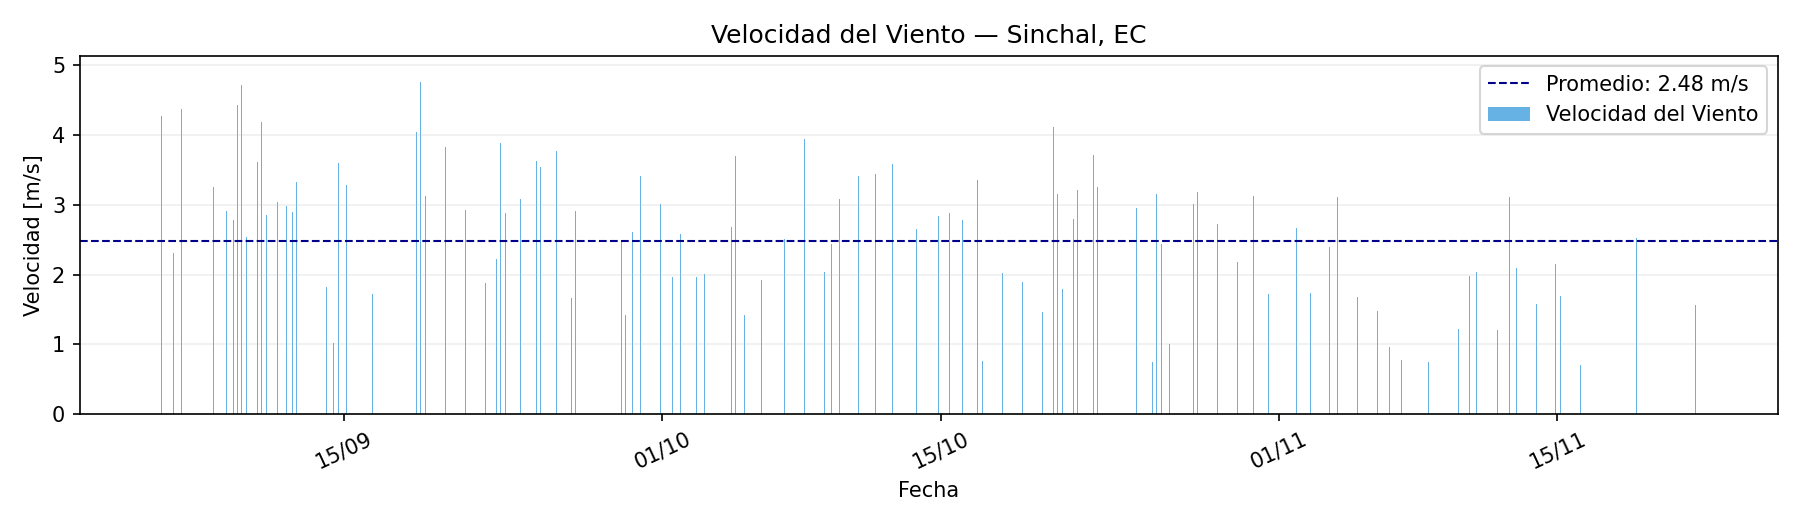 Velocidad del Viento — Sinchal, EC
Velocidad [m/s]
5
4
3
2
1
0
Promedio: 2.48 m/s
Velocidad del Viento
15/09
01/10
15/10
01/11
15/11
Fecha